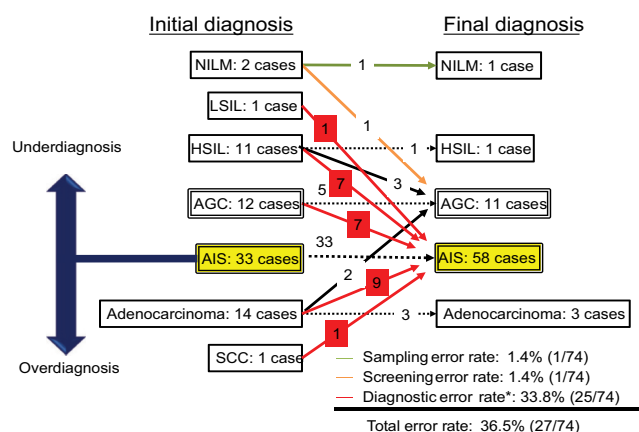 Initial diagnosis
Final diagnosis
NILM: 2 cases
1
NILM: 1 case
LSIL: 1 case
1
1
Underdiagnosis
HSIL: 11 cases
1
HSIL: 1 case
3
7
5
AGC: 12 cases
AGC: 11 cases
7
33
AIS: 33 cases
AIS: 58 cases
2
9
Adenocarcinoma: 14 cases
3
Adenocarcinoma: 3 cases
1
SCC: 1 case
Overdiagnosis
Sampling error rate: 1.4% (1/74)
Screening error rate: 1.4% (1/74)
Diagnostic error rate*: 33.8% (25/74)
Total error rate: 36.5% (27/74)